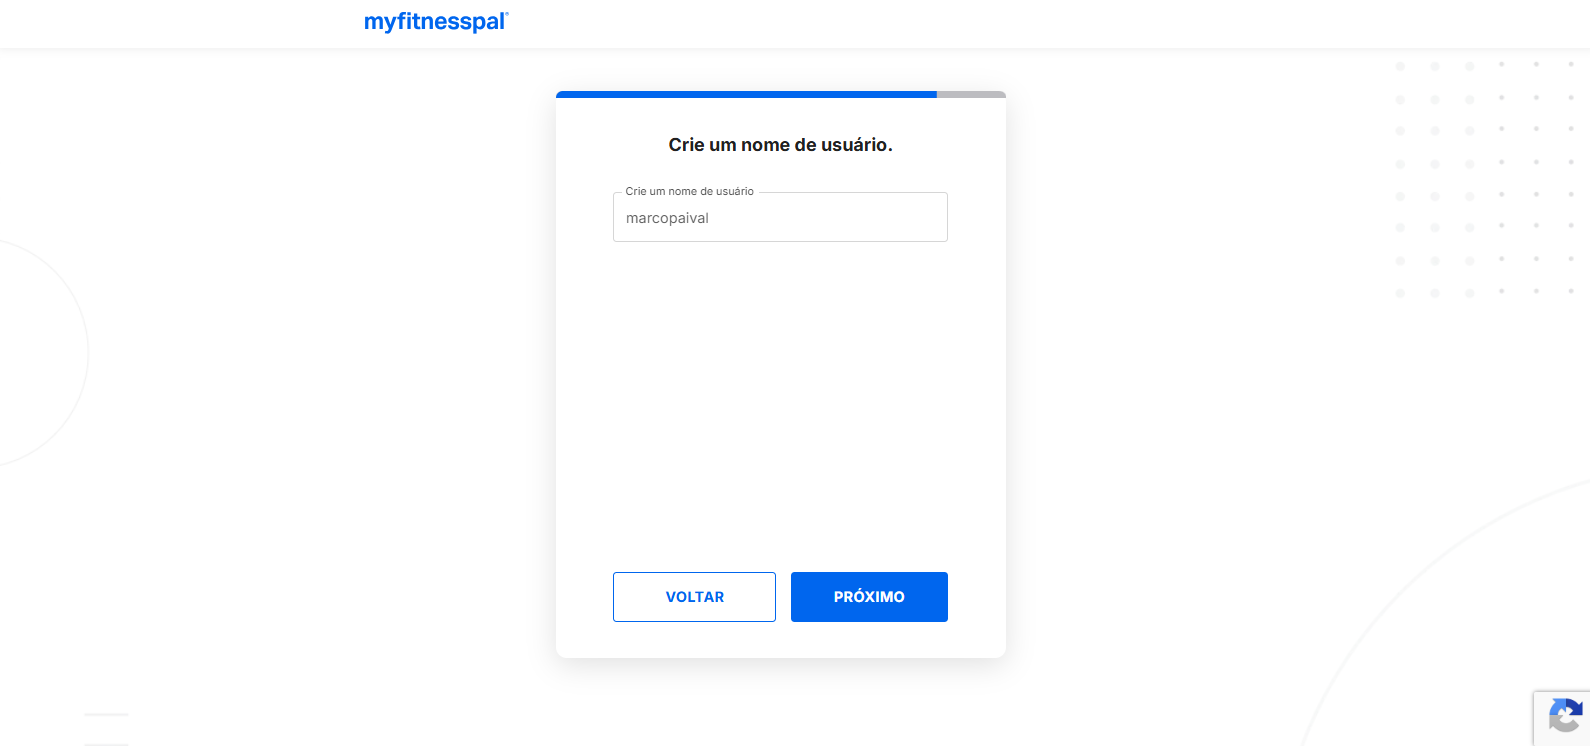 myfitnesspal®
Crie um nome de usuário.
Crie um nome de usuário
marcopaival
VOLTAR
PRÓXIMO